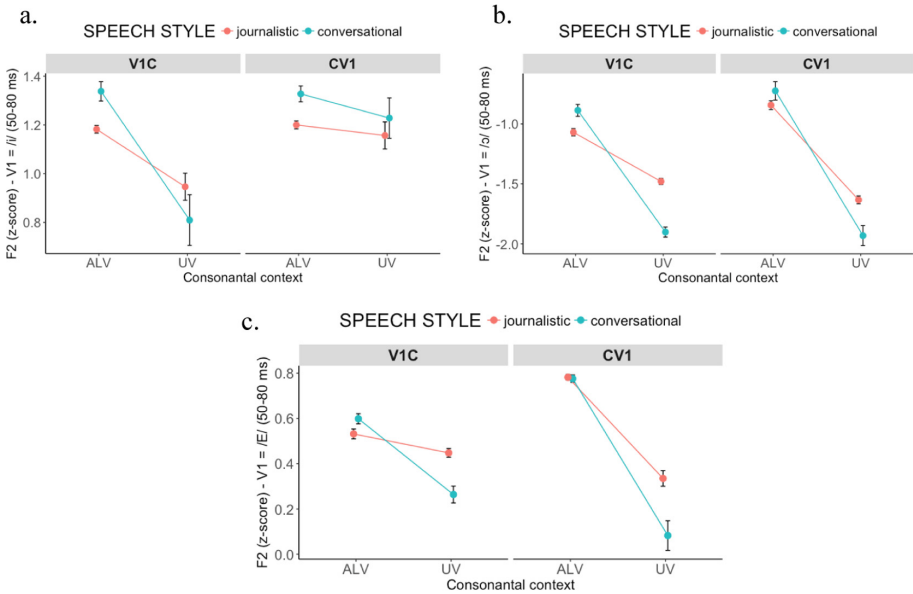 a.
SPEECH STYLE journalistic conversational
V1C CV1
F2 (z-score) - V1 = /i/ (50-80 ms)
1.4
1.2
1.0
0.8
ALV UV ALV UV
Consonantal context
b.
SPEECH STYLE journalistic conversational
V1C CV1
F2 (z-score) - V1 = /ɔ/ (50-80 ms)
-1.0
-1.5
-2.0
ALV UV ALV UV
Consonantal context
c.
SPEECH STYLE journalistic conversational
V1C CV1
F2 (z-score) - V1 = /E/ (50-80 ms)
0.8
0.6
0.4
0.2
0.0
ALV UV ALV UV
Consonantal context